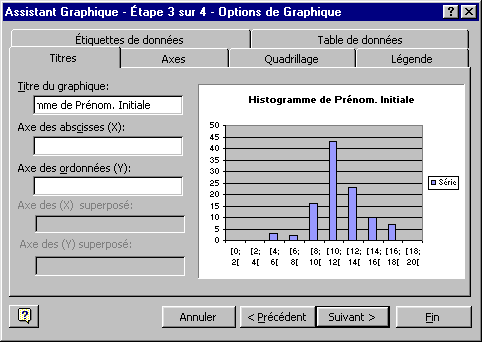 Assistant Graphique - Étape 3 sur 4 - Options de Graphique
Étiquettes de données
Table de données
Titres
Axes
Quadrillage
Légende
Titre du graphique:
nme de Prénom. Initiale
Axe des abscisses (X):
Axe des ordonnées (Y):
Axe des (X) superposé:
Axe des (Y) superposé:
Histogramme de Prénom. Initiale
50
45
40
35
30
25
20
15
10
5
0
[0; [2; [4; [6; [8; [10; [12; [14; [16; [18;
2[ 4[ 6[ 8[ 10[ 12[ 14[ 16[ 18[ 20[
Série
?
Annuler
< Précédent
Suivant >
Fin